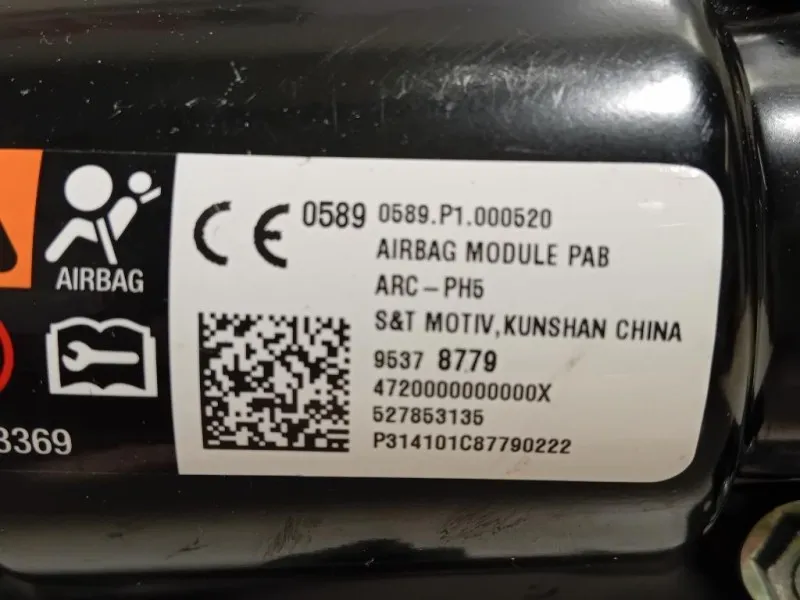 CE 0589 0589.P1.000520
AIRBAG MODULE PAB
ARC-PH5
S&T MOTIV,KUNSHAN CHINA
9537 8779
4720000000000X
527853135
P314101C87790222
AIRBAG
3369